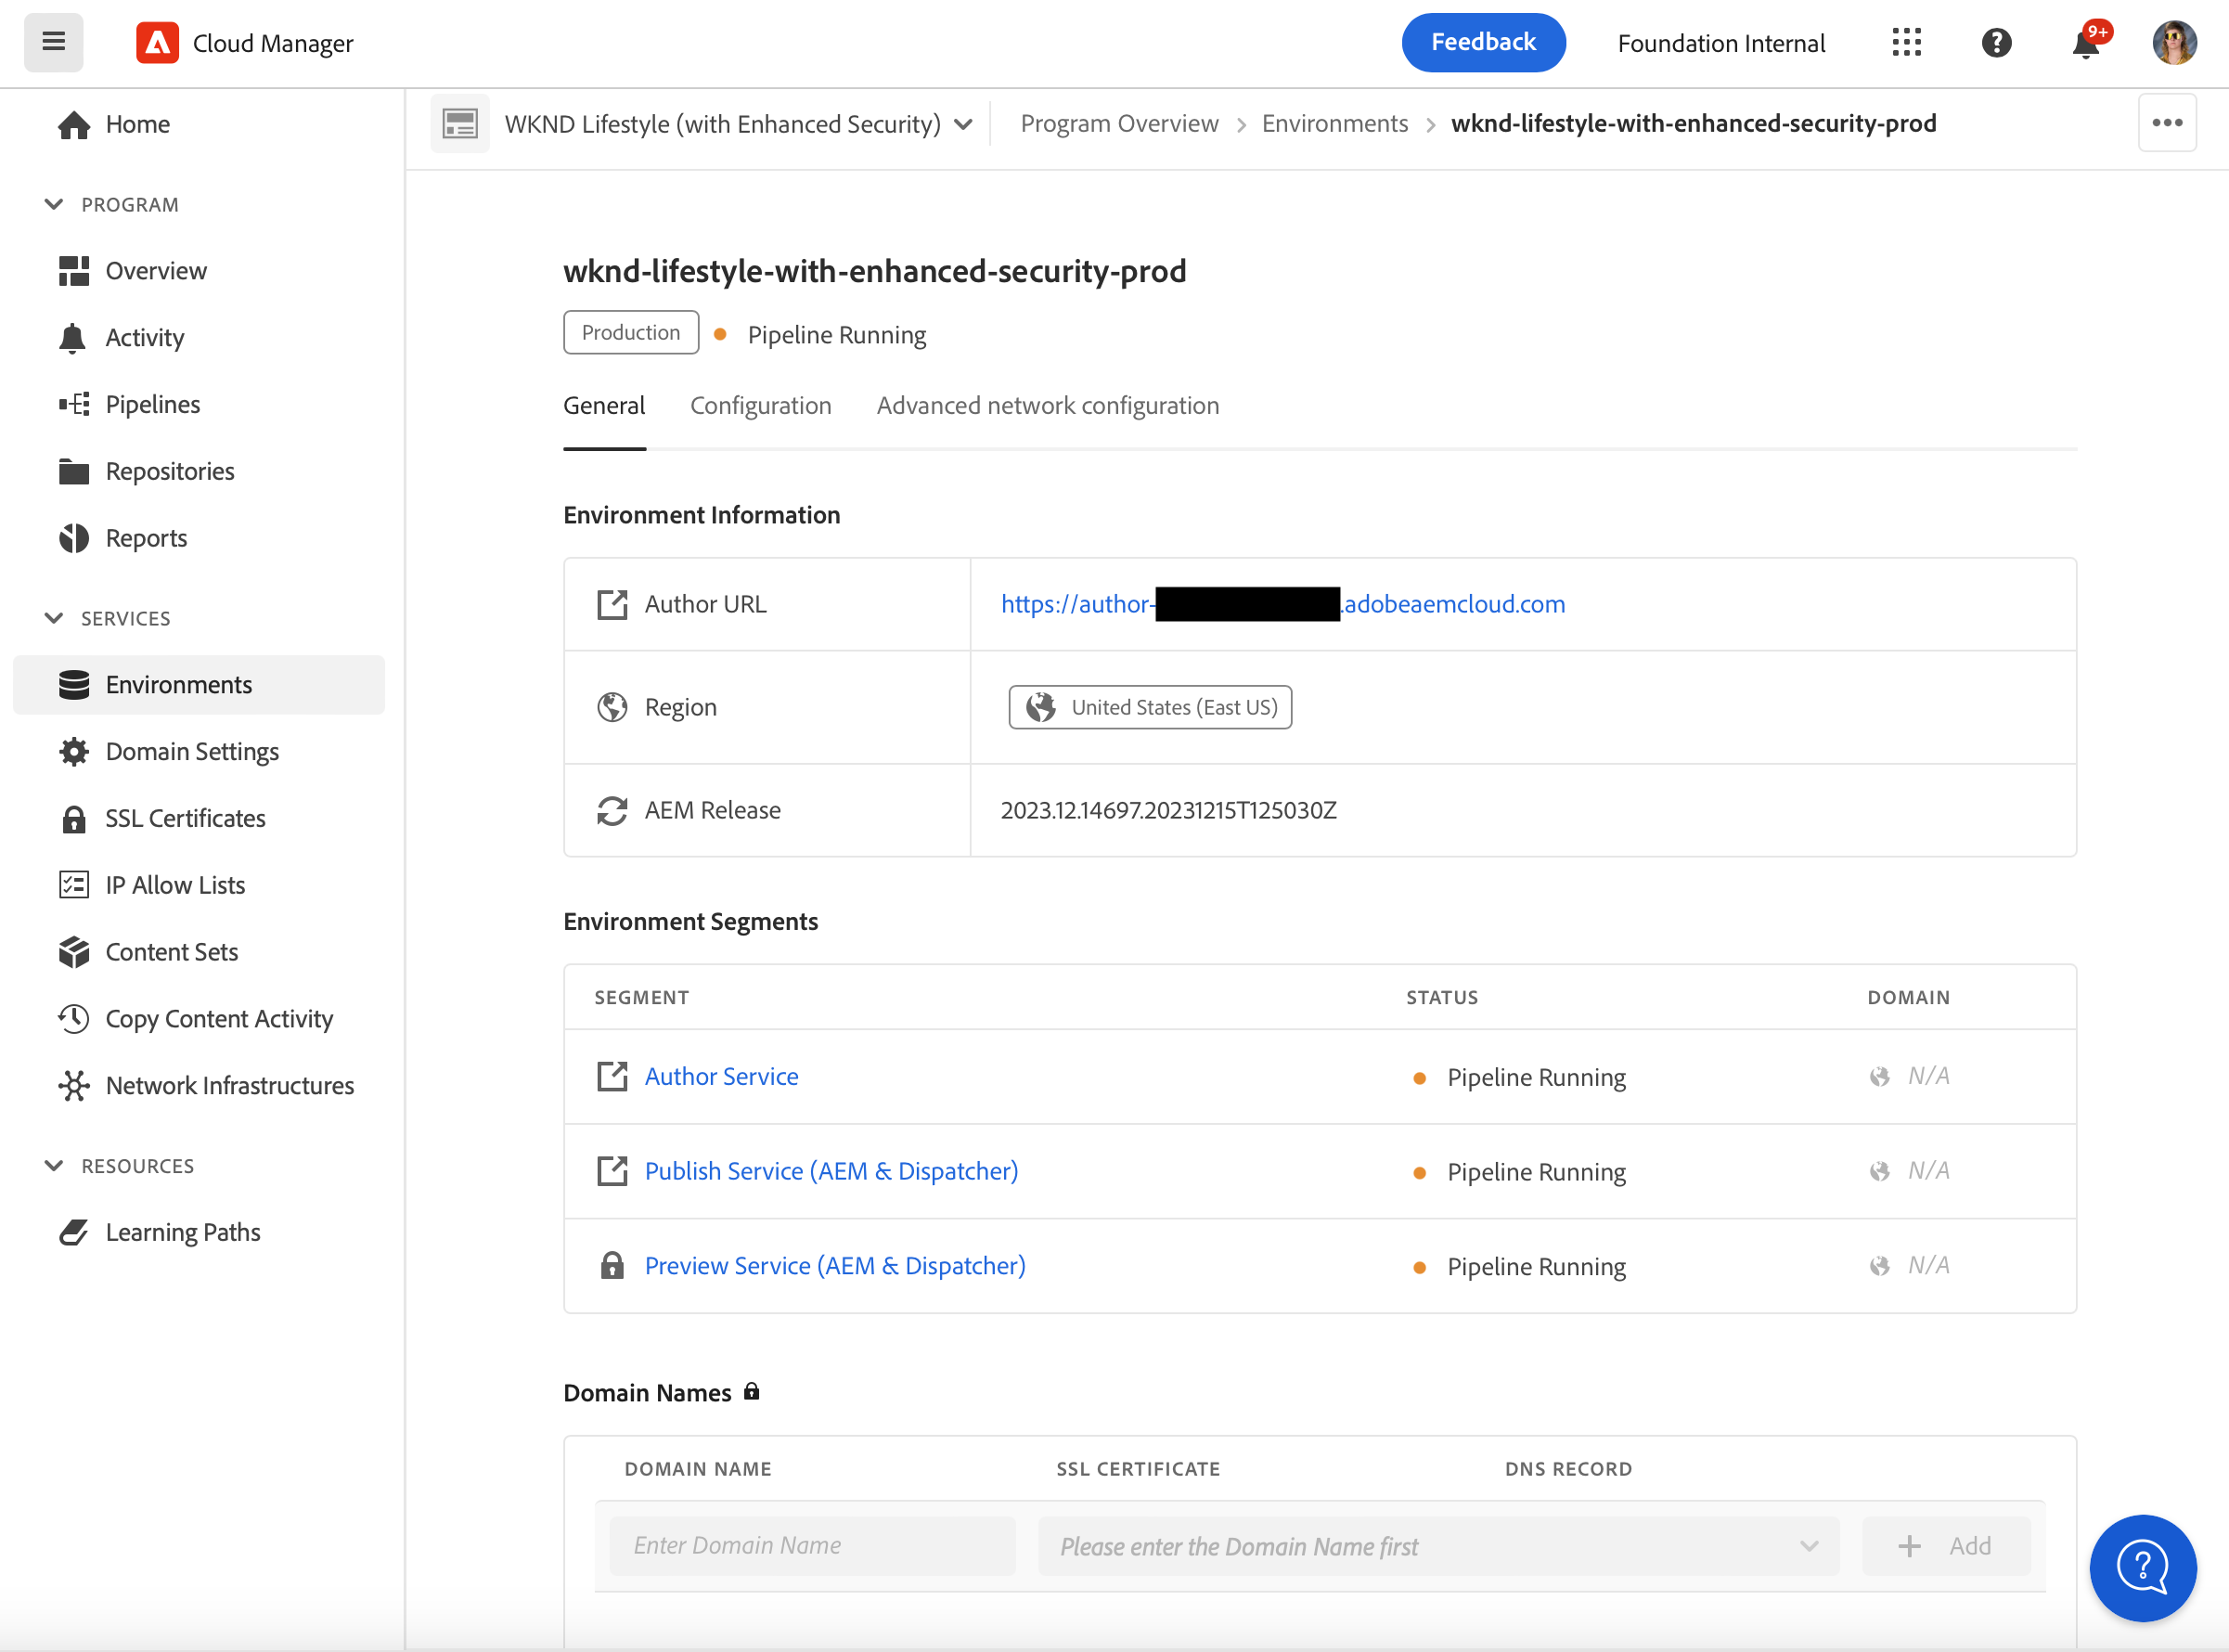 Cloud Manager
Feedback
Foundation Internal
9+
Home
PROGRAM
Overview
Activity
Pipelines
Repositories
Reports
SERVICES
Environments
Domain Settings
SSL Certificates
IP Allow Lists
Content Sets
Copy Content Activity
Network Infrastructures
RESOURCES
Learning Paths
WKND Lifestyle (with Enhanced Security)
Program Overview > Environments > wknd-lifestyle-with-enhanced-security-prod
wknd-lifestyle-with-enhanced-security-prod
Production Pipeline Running
General Configuration Advanced network configuration
Environment Information
Author URL https://author- .adobeaemcloud.com
Region United States (East US)
AEM Release 2023.12.14697.20231215T125030Z
Environment Segments
SEGMENT STATUS DOMAIN
Author Service Pipeline Running N/A
Publish Service (AEM & Dispatcher) Pipeline Running N/A
Preview Service (AEM & Dispatcher) Pipeline Running N/A
Domain Names
DOMAIN NAME SSL CERTIFICATE DNS RECORD
Enter Domain Name Please enter the Domain Name first + Add